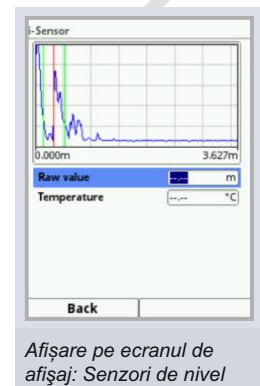 i-Sensor
0.000m 3.627m
Raw value --.-- m
Temperature --.-- °C
Back
Afișare pe ecranul de
afișaj: Senzori de nivel